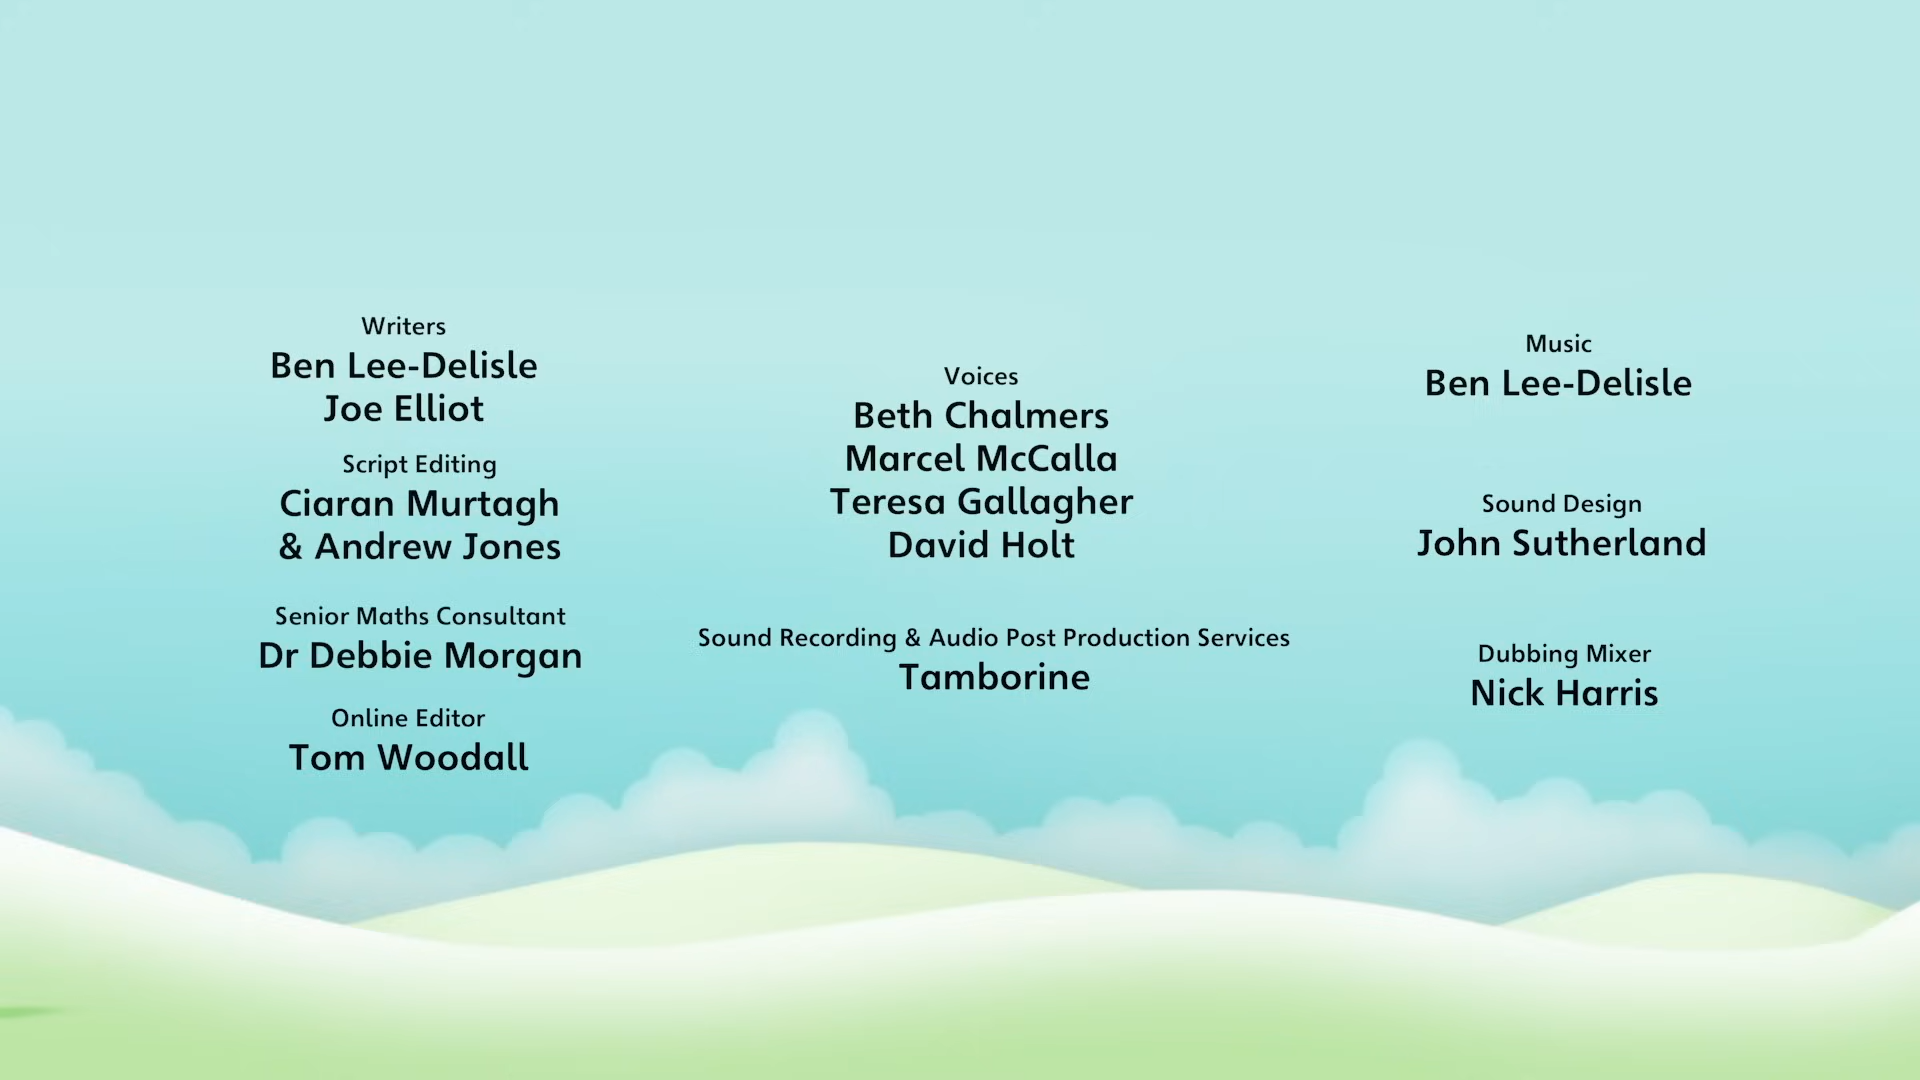 Writers
Ben Lee-Delisle
Joe Elliot
Script Editing
Ciaran Murtagh
& Andrew Jones
Senior Maths Consultant
Dr Debbie Morgan
Online Editor
Tom Woodall
Voices
Beth Chalmers
Marcel McCalla
Teresa Gallagher
David Holt
Sound Recording & Audio Post Production Services
Tamborine
Music
Ben Lee-Delisle
Sound Design
John Sutherland
Dubbing Mixer
Nick Harris